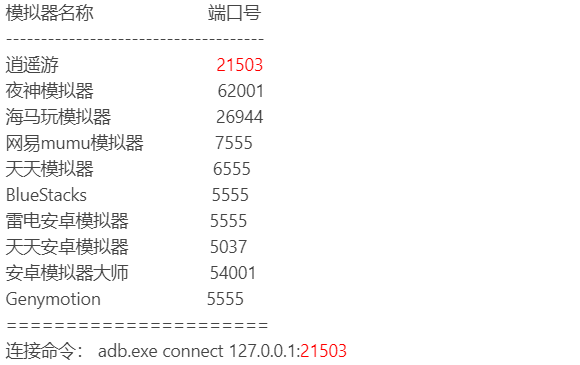 模拟器名称 端口号
-------------------------------------
逍遥游 21503
夜神模拟器 62001
海马玩模拟器 26944
网易mumu模拟器 7555
天天模拟器 6555
BlueStacks 5555
雷电安卓模拟器 5555
天天安卓模拟器 5037
安卓模拟器大师 54001
Genymotion 5555
======================
连接命令： adb.exe connect 127.0.0.1:21503